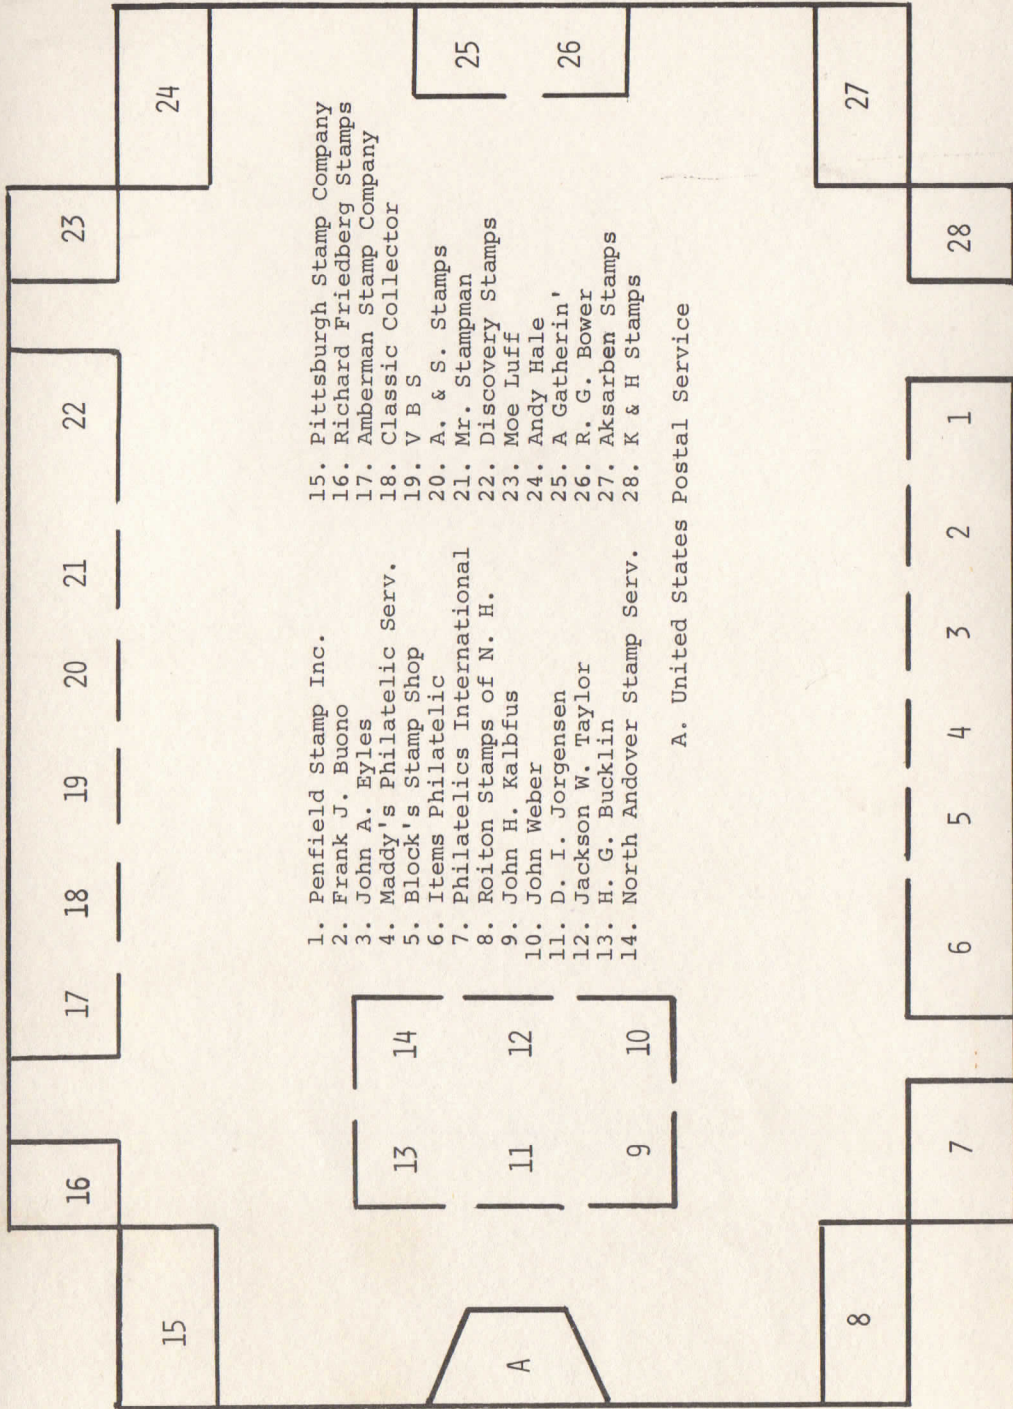 16 17 18 19 20 21 22 23
15 24
13 14
A 11 12
9 10
1. Penfield Stamp Inc.
2. Frank J. Buono
3. John A. Eyles
4. Maddy's Philatelic Serv.
5. Block's Stamp Shop
6. Items Philatelic
7. Philatelics International
8. Roiton Stamps of N. H.
9. John H. Kalbfus
10. John Weber
11. D. I. Jorgensen
12. Jackson W. Taylor
13. H. G. Bucklin
14. North Andover Stamp Serv.
15. Pittsburgh Stamp Company
16. Richard Friedberg Stamps
17. Amberman Stamp Company
18. Classic Collector
19. V B S
20. A. & S. Stamps
21. Mr. Stampman
22. Discovery Stamps
23. Moe Luff
24. Andy Hale
25. A Gatherin'
26. R. G. Bower
27. Aksarben Stamps
28. K & H Stamps
A. United States Postal Service
25
26
8 27
7 6 5 4 3 2 1 28